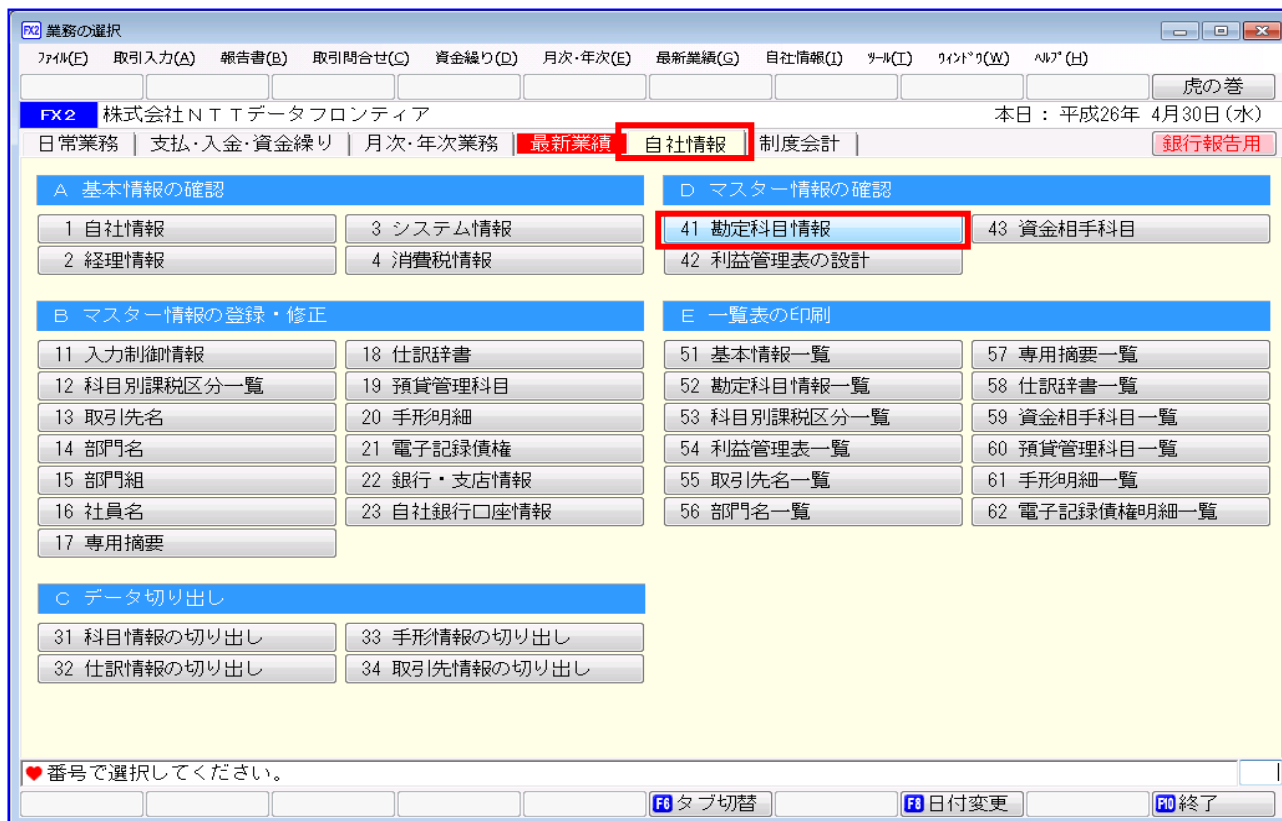 FX2 業務の選択
ﾌｧｲﾙ(F) 取引入力(A) 報告書(B) 取引問合せ(C) 資金繰り(D) 月次・年次(E) 最新業績(G) 自社情報(I) ﾂｰﾙ(T) ｳｨﾝﾄﾞｳ(W) ﾍﾙﾌﾟ(H)
虎の巻
FX2 株式会社ＮＴＴデータフロンティア 本日：平成26年 4月30日(水)
日常業務 支払・入金・資金繰り 月次・年次業務 最新業績 自社情報 制度会計 銀行報告用
Ａ 基本情報の確認
1 自社情報 3 システム情報
2 経理情報 4 消費税情報
Ｂ マスター情報の登録・修正
11 入力制御情報 18 仕訳辞書
12 科目別課税区分一覧 19 預貸管理科目
13 取引先名 20 手形明細
14 部門名 21 電子記録債権
15 部門組 22 銀行・支店情報
16 社員名 23 自社銀行口座情報
17 専用摘要
Ｃ データ切り出し
31 科目情報の切り出し 33 手形情報の切り出し
32 仕訳情報の切り出し 34 取引先情報の切り出し
Ｄ マスター情報の確認
41 勘定科目情報 43 資金相手科目
42 利益管理表の設計
Ｅ 一覧表の印刷
51 基本情報一覧 57 専用摘要一覧
52 勘定科目情報一覧 58 仕訳辞書一覧
53 科目別課税区分一覧 59 資金相手科目一覧
54 利益管理表一覧 60 預貸管理科目一覧
55 取引先名一覧 61 手形明細一覧
56 部門名一覧 62 電子記録債権明細一覧
♥番号で選択してください。
F6 タブ切替 F8 日付変更 F10 終了